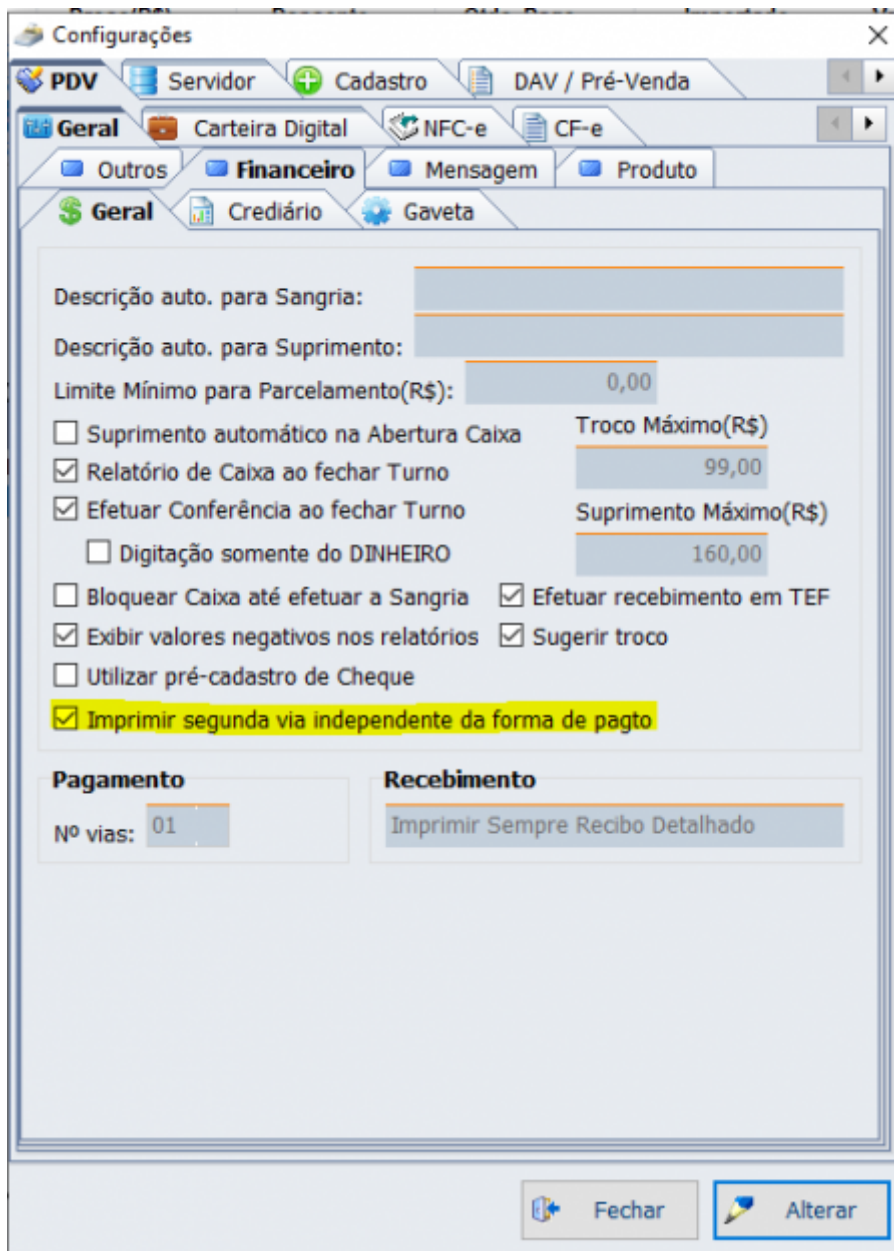 Configurações
PDV Servidor Cadastro DAV / Pré-Venda
Geral Carteira Digital NFC-e CF-e
Outros Financeiro Mensagem Produto
Geral Crediário Gaveta
Descrição auto. para Sangria:
Descrição auto. para Suprimento:
Limite Mínimo para Parcelamento(R$): 0,00
Suprimento automático na Abertura Caixa Troco Máximo(R$)
Relatório de Caixa ao fechar Turno 99,00
Efetuar Conferência ao fechar Turno Suprimento Máximo(R$)
Digitação somente do DINHEIRO 160,00
Bloquear Caixa até efetuar a Sangria Efetuar recebimento em TEF
Exibir valores negativos nos relatórios Sugerir troco
Utilizar pré-cadastro de Cheque
Imprimir segunda via independente da forma de pagto
Pagamento Recebimento
Nº vias: 01 Imprimir Sempre Recibo Detalhado
Fechar Alterar